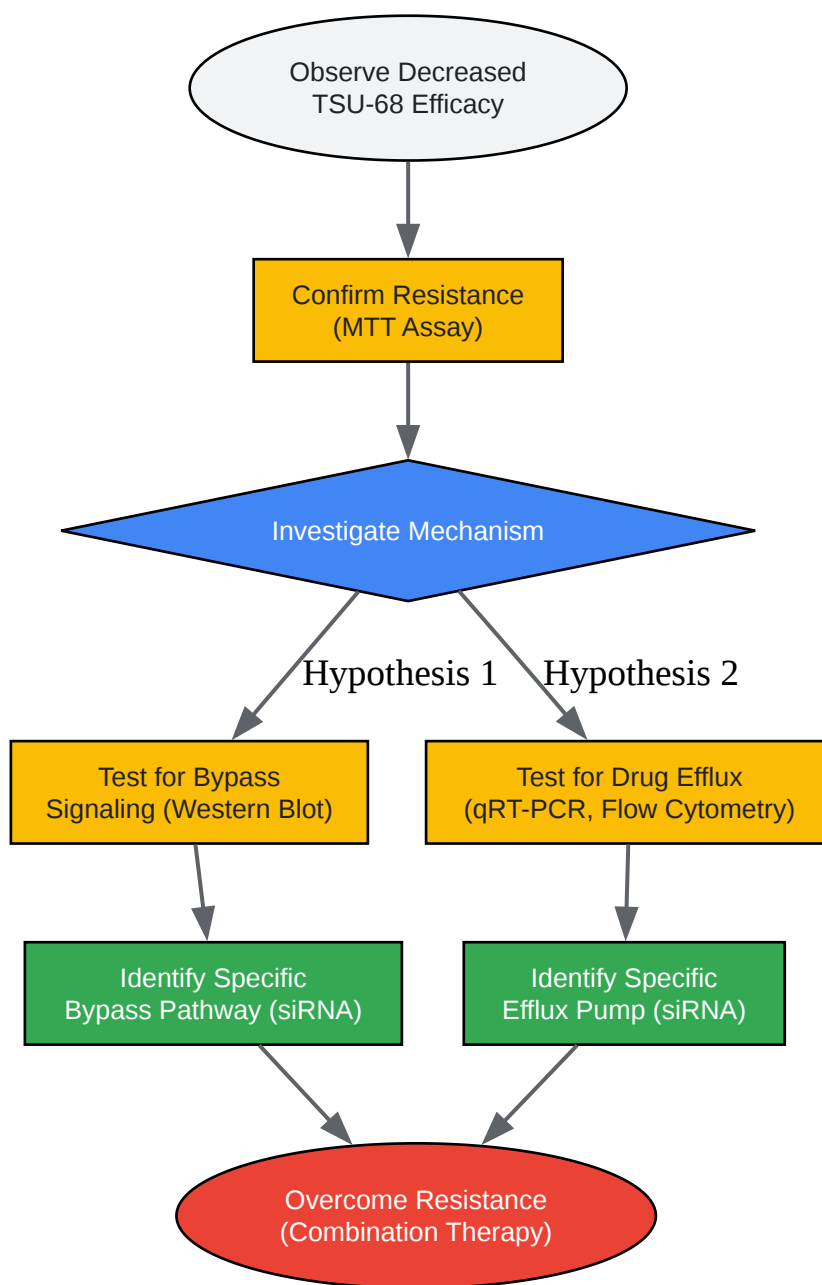 Observe Decreased
TSU-68 Efficacy
Confirm Resistance
(MTT Assay)
Investigate Mechanism
Hypothesis 1
Hypothesis 2
Test for Bypass
Signaling (Western Blot)
Test for Drug Efflux
(qRT-PCR, Flow Cytometry)
Identify Specific
Bypass Pathway (siRNA)
Identify Specific
Efflux Pump (siRNA)
Overcome Resistance
(Combination Therapy)